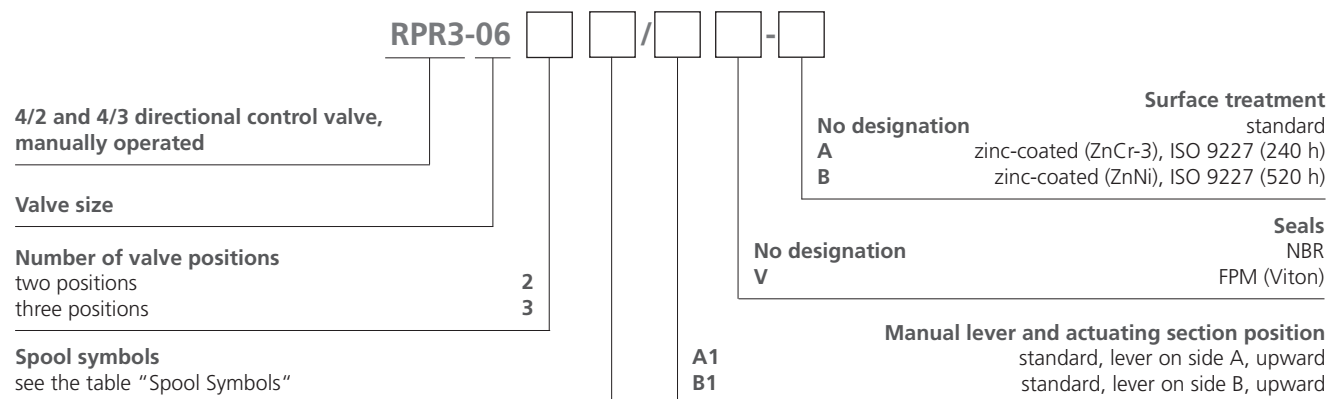 RPR3-06 / -
4/2 and 4/3 directional control valve,
manually operated
Valve size
Number of valve positions
two positions 2
three positions 3
Spool symbols
see the table “Spool Symbols“
Surface treatment
No designation standard
A zinc-coated (ZnCr-3), ISO 9227 (240 h)
B zinc-coated (ZnNi), ISO 9227 (520 h)
Seals
No designation NBR
V FPM (Viton)
Manual lever and actuating section position
A1 standard, lever on side A, upward
B1 standard, lever on side B, upward